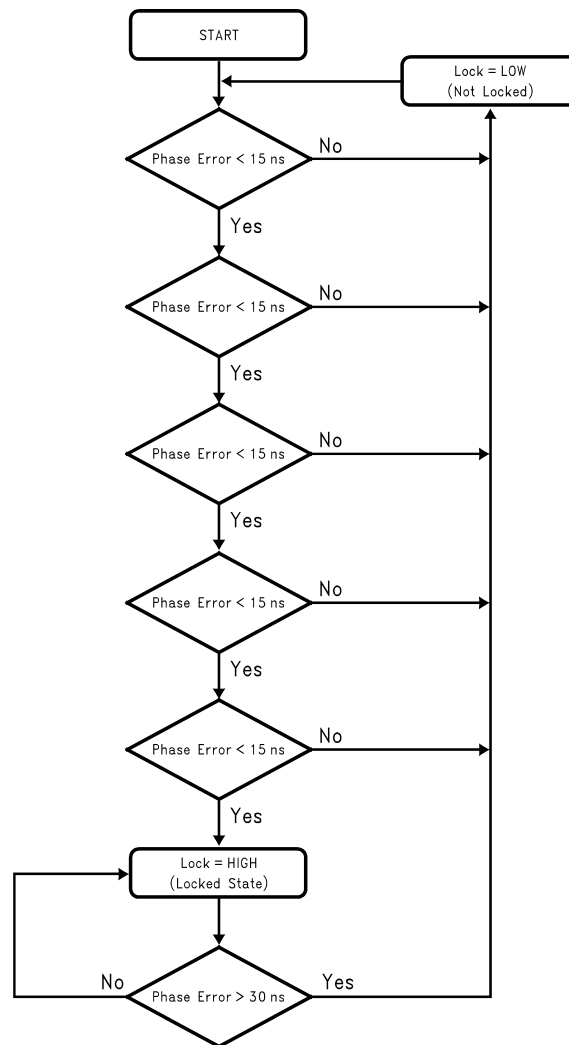 START
Lock = LOW
(Not Locked)
Phase Error < 15 ns
No
Yes
Phase Error < 15 ns
No
Yes
Phase Error < 15 ns
No
Yes
Phase Error < 15 ns
No
Yes
Phase Error < 15 ns
No
Yes
Lock = HIGH
(Locked State)
No
Phase Error > 30 ns
Yes